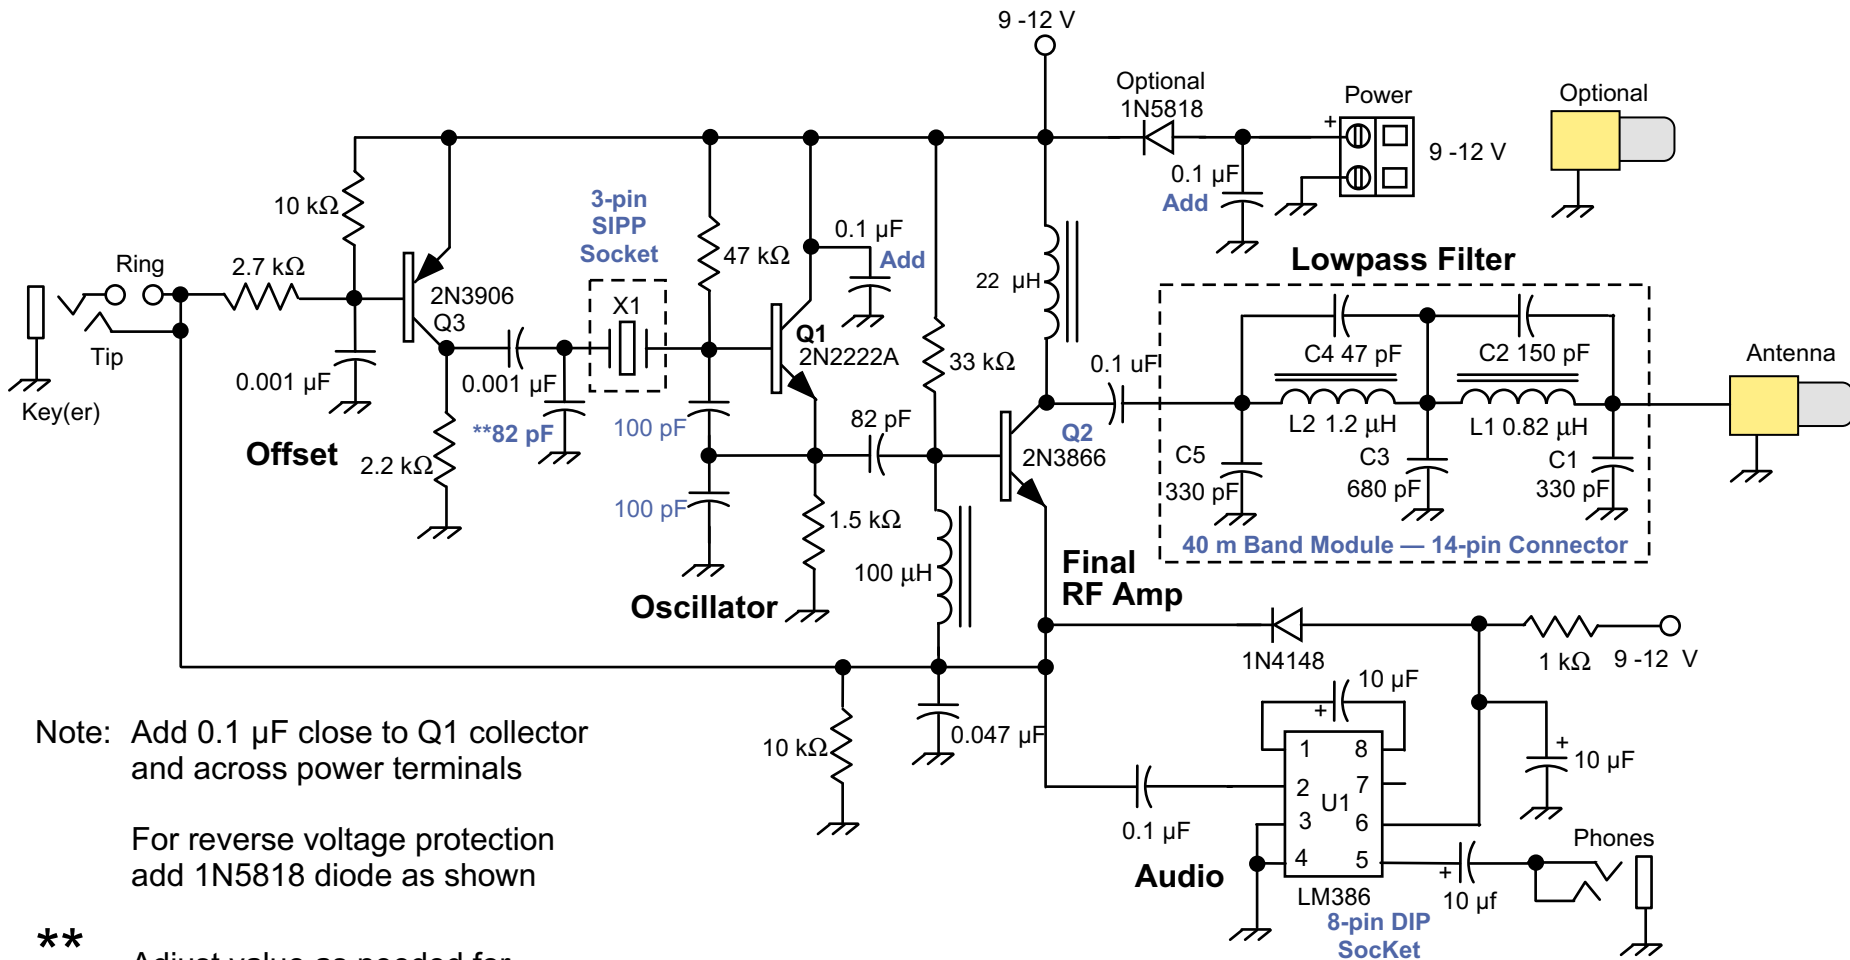 9 -12 V
Optional
1N5818
Power
Optional
+
9 -12 V
0.1 µF
Add
10 kΩ
3-pin
SIPP
Socket
47 kΩ
0.1 µF
Add
Ring
2.7 kΩ
2N3906
Q3
X1
Q1
2N2222A
22 µH
Lowpass Filter
Tip
Key(er)
0.001 µF
0.001 µF
33 kΩ
0.1 uF
C4 47 pF
C2 150 pF
Antenna
Offset
**82 pF
100 pF
82 pF
Q2
2N3866
L2 1.2 µH
L1 0.82 µH
2.2 kΩ
C5
330 pF
C3
680 pF
C1
330 pF
100 pF
1.5 kΩ
40 m Band Module — 14-pin Connector
100 µH
Oscillator
Final
RF Amp
1N4148
1 kΩ
9 -12 V
10 µF
+
Note: Add 0.1 µF close to Q1 collector
and across power terminals
10 kΩ
0.047 µF
1
8
2
7
U1
3
6
4
5
+
10 µF
0.1 µF
For reverse voltage protection
add 1N5818 diode as shown
Audio
LM386
8-pin DIP
SocKet
+
10 µf
Phones
**
Adjust value as needed for